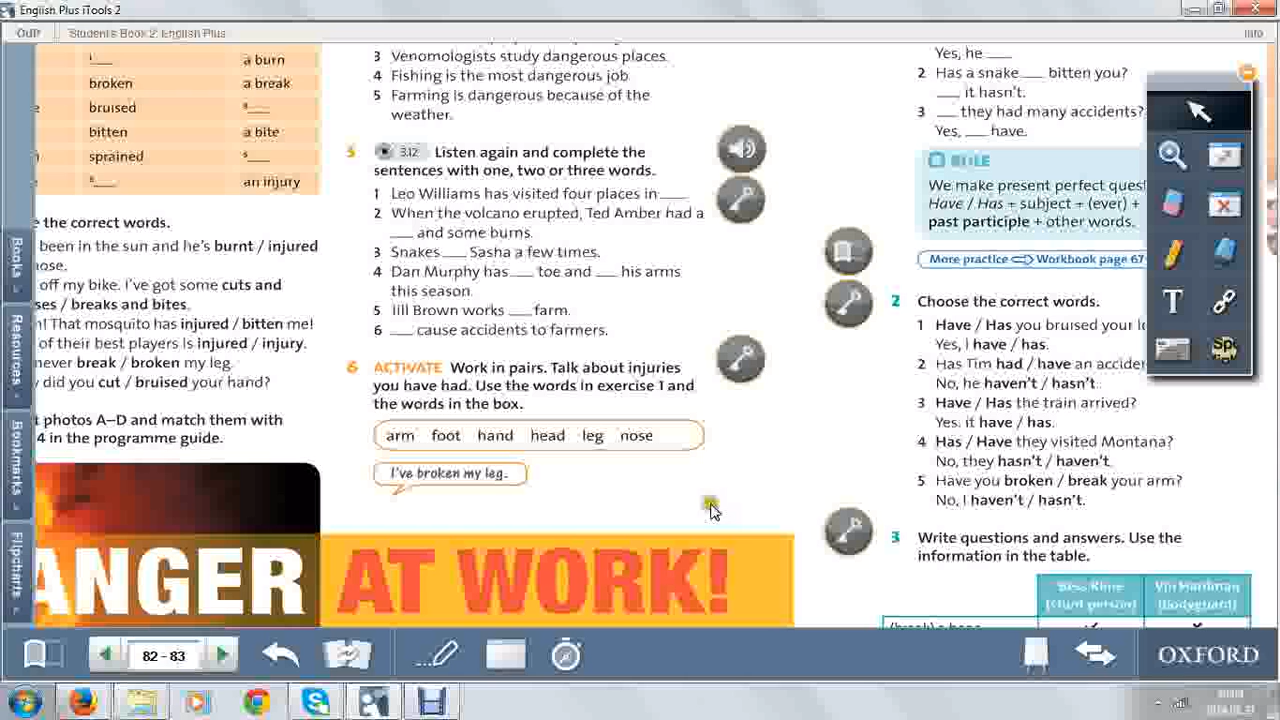 English Plus iTools 2
Quit
Student's Book 2: English Plus
Info
1___ a burn
broken a break
bruised
bitten a bite
sprained
an injury
e the correct words.
been in the sun and he's burnt / injured
nose.
off my bike. I've got some cuts and
ses / breaks and bites.
n! That mosquito has injured / bitten me!
of their best players is injured / injury.
never break / broken my leg.
y did you cut / bruised your hand?
t photos A–D and match them with
4 in the programme guide.
ANGER AT WORK!
3 Venomologists study dangerous places.
4 Fishing is the most dangerous job
5 Farming is dangerous because of the
weather.
5 3.12 Listen again and complete the
sentences with one, two or three words.
1 Leo Williams has visited four places in ___.
2 When the volcano erupted, Ted Amber had a
___ and some burns.
3 Snakes ___ Sasha a few times.
4 Dan Murphy has ___ toe and ___ his arms
this season.
5 Jill Brown works ___ farm.
6 ___ cause accidents to farmers.
6 ACTIVATE Work in pairs. Talk about injuries
you have had. Use the words in exercise 1 and
the words in the box.
arm foot hand head leg nose
I've broken my leg.
Yes, he ___.
2 Has a snake ___ bitten you?
___ it hasn't.
3 ___ they had many accidents?
Yes, ___ have.
RULE
We make present perfect quest
Have / Has + subject + (ever) +
past participle + other words.
More practice Workbook page 67
2 Choose the correct words.
1 Have / Has you bruised your l
Yes, I have / has.
2 Has Tim had / have an accide
No, he haven't / hasn't.
3 Have / Has the train arrived?
Yes. it have / has.
4 Has / Have they visited Montana?
No, they hasn't / haven't.
5 Have you broken / break your arm?
No, I haven't / hasn't.
3 Write questions and answers. Use the
information in the table.
Bess Kline
(stunt person)
Vin Hardman
(bodyguard)
(break) a bone
Books
Resources
Bookmarks
Flipcharts
T
Sp
82 - 83
OXFORD